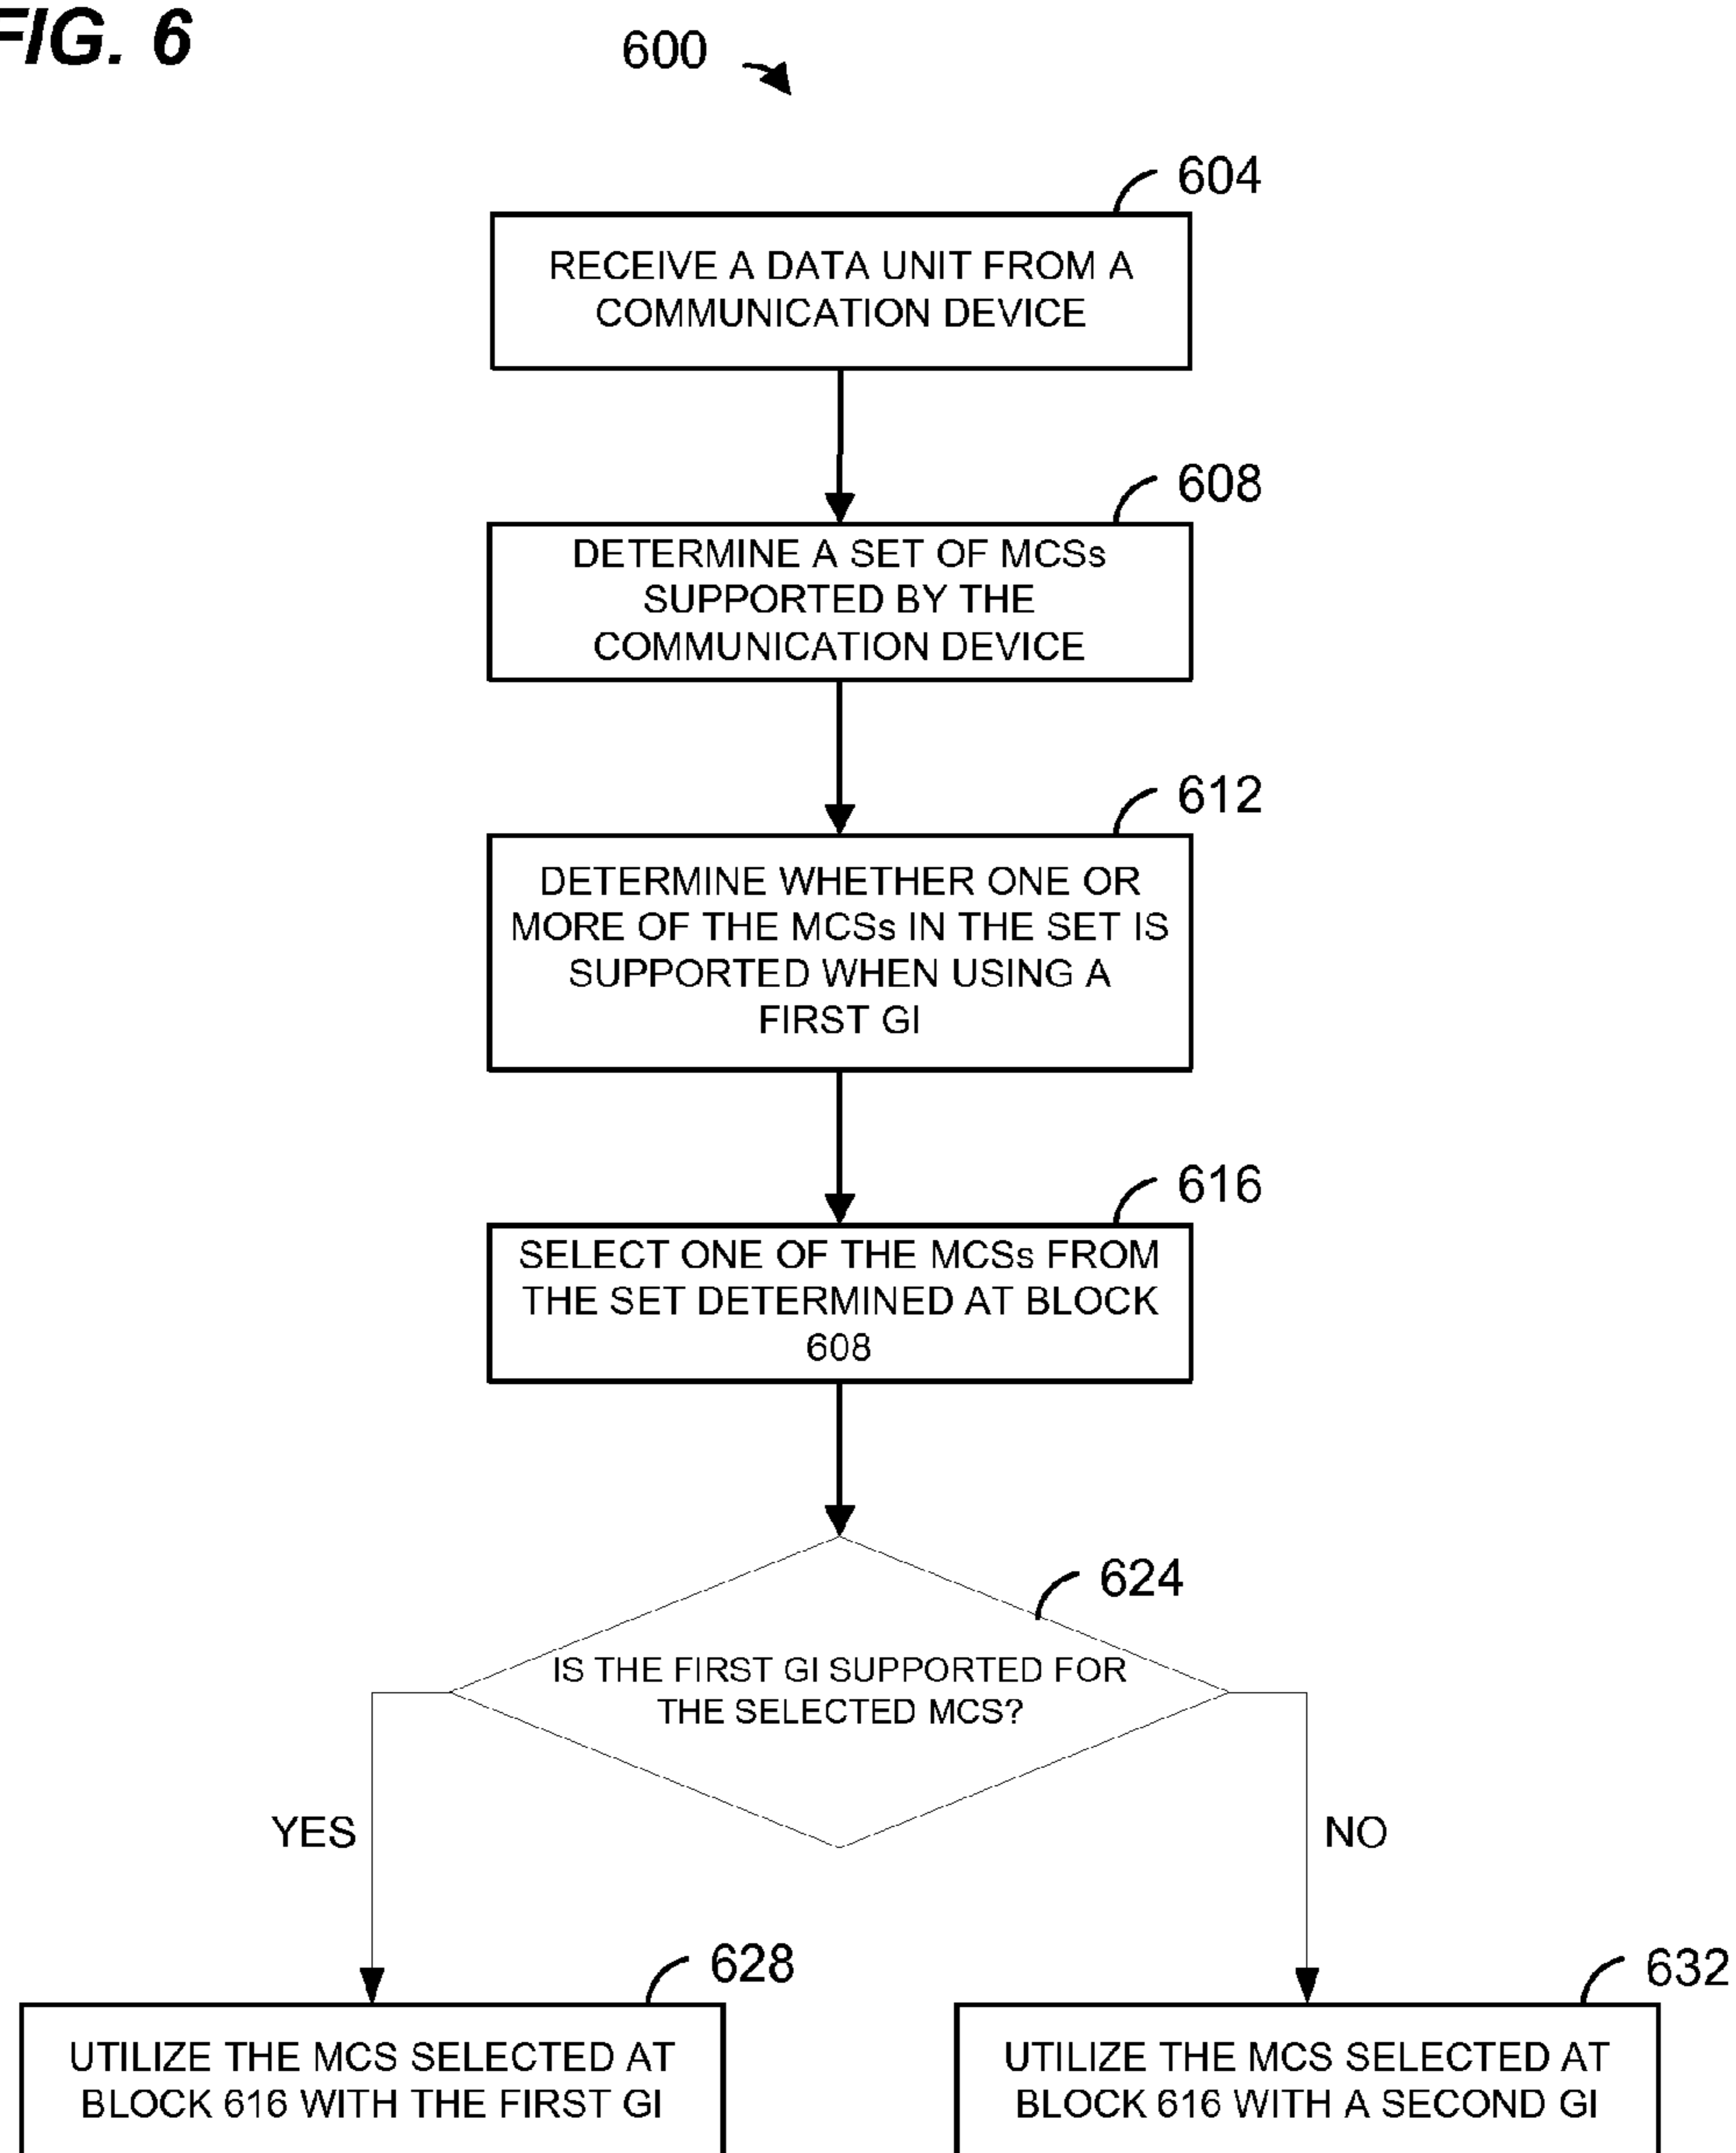 FIG. 6
600
604
RECEIVE A DATA UNIT FROM A
COMMUNICATION DEVICE
608
DETERMINE A SET OF MCSs
SUPPORTED BY THE
COMMUNICATION DEVICE
612
DETERMINE WHETHER ONE OR
MORE OF THE MCSs IN THE SET IS
SUPPORTED WHEN USING A
FIRST GI
616
SELECT ONE OF THE MCSs FROM
THE SET DETERMINED AT BLOCK
608
624
IS THE FIRST GI SUPPORTED FOR
THE SELECTED MCS?
YES
NO
628
UTILIZE THE MCS SELECTED AT
BLOCK 616 WITH THE FIRST GI
632
UTILIZE THE MCS SELECTED AT
BLOCK 616 WITH A SECOND GI